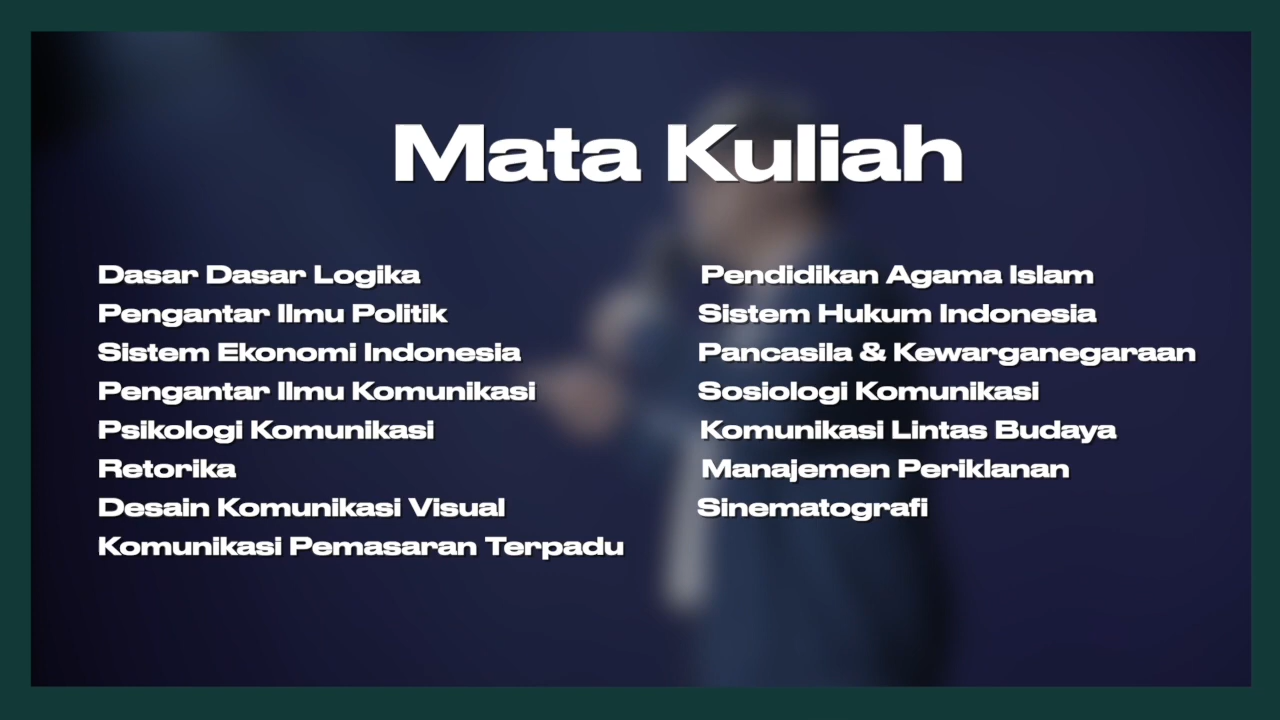 Mata Kuliah
Dasar Dasar Logika
Pengantar Ilmu Politik
Sistem Ekonomi Indonesia
Pengantar Ilmu Komunikasi
Psikologi Komunikasi
Retorika
Desain Komunikasi Visual
Komunikasi Pemasaran Terpadu
Pendidikan Agama Islam
Sistem Hukum Indonesia
Pancasila & Kewarganegaraan
Sosiologi Komunikasi
Komunikasi Lintas Budaya
Manajemen Periklanan
Sinematografi